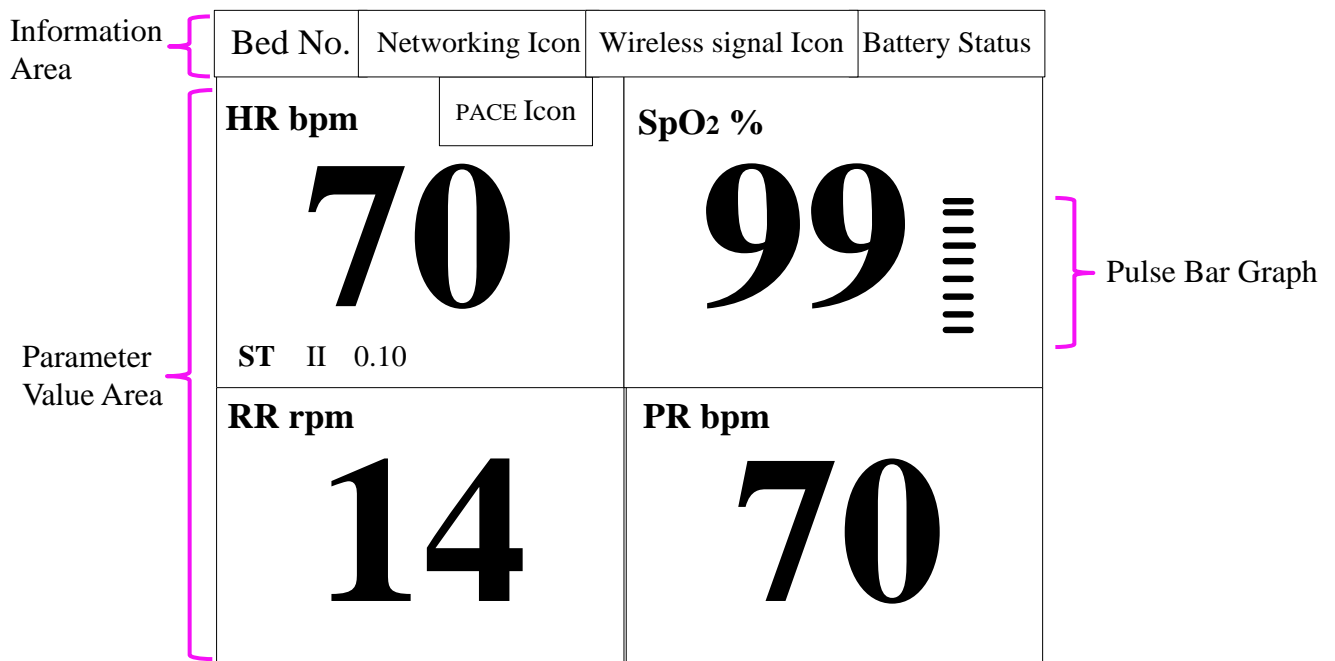 Information
Area
Bed No.
Networking Icon
Wireless signal Icon
Battery Status
HR bpm
PACE Icon
70
ST II 0.10
SpO2 %
99
Pulse Bar Graph
Parameter
Value Area
RR rpm
14
PR bpm
70